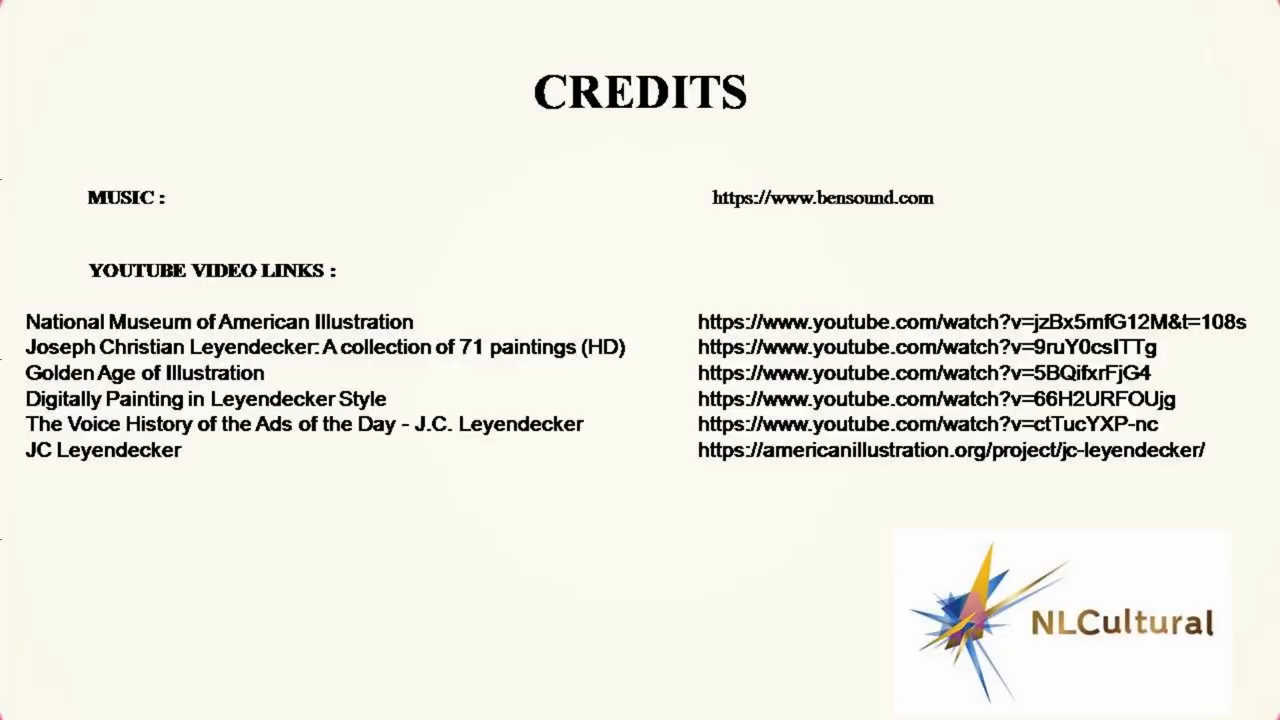 CREDITS
MUSIC : https://www.bensound.com
YOUTUBE VIDEO LINKS :
National Museum of American Illustration https://www.youtube.com/watch?v=jzBx5mfG12M&t=108s
Joseph Christian Leyendecker: A collection of 71 paintings (HD) https://www.youtube.com/watch?v=9ruY0csITTg
Golden Age of Illustration https://www.youtube.com/watch?v=5BQifxrFjG4
Digitally Painting in Leyendecker Style https://www.youtube.com/watch?v=66H2URFOUjg
The Voice History of the Ads of the Day - J.C. Leyendecker https://www.youtube.com/watch?v=ctTucYXP-nc
JC Leyendecker https://americanillustration.org/project/jc-leyendecker/
NLCultural